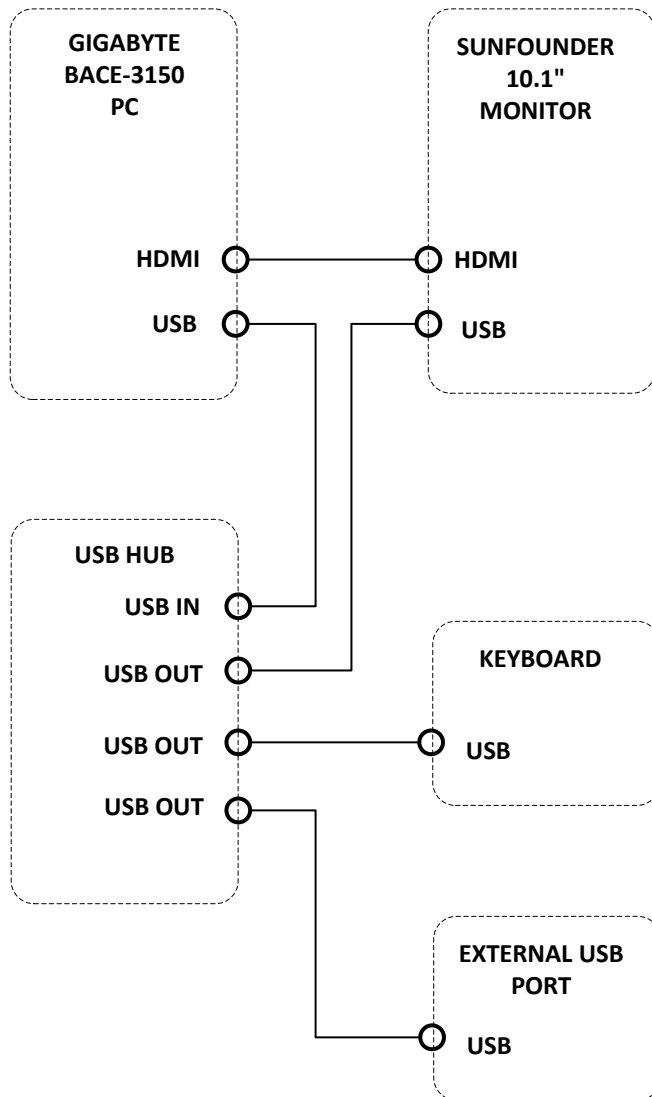 GIGABYTE
BACE-3150
PC
HDMI
USB
SUNFOUNDER
10.1"
MONITOR
HDMI
USB
USB HUB
USB IN
USB OUT
USB OUT
USB OUT
KEYBOARD
USB
EXTERNAL USB
PORT
USB